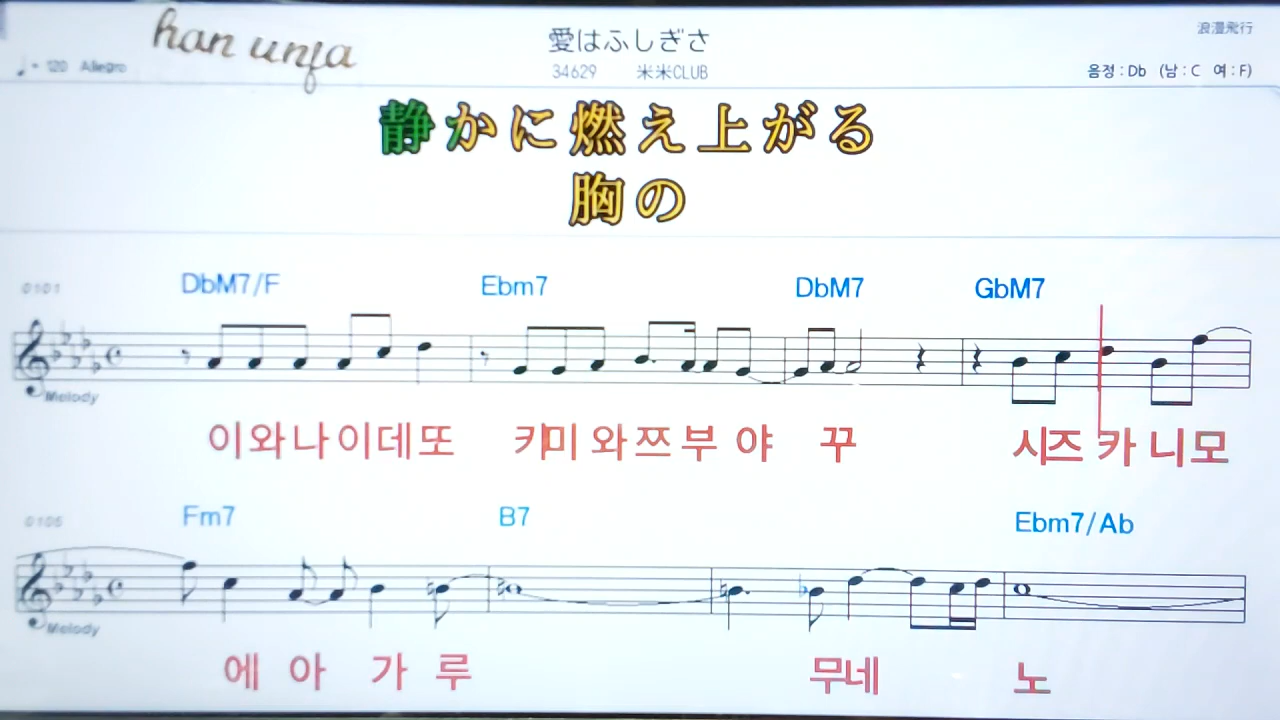 han unja
愛はふしぎさ
浪漫飛行
♩= 120 Allegro
34629 米米CLUB
음정 : Db (남 : C 여 : F)
静かに燃え上がる
胸の
0101
DbM7/F Ebm7 DbM7 GbM7
Melody
이와나이데또 키미와쯔부야꾸 시즈카니모
0105
Fm7 B7 Ebm7/Ab
Melody
에아가루 무네노